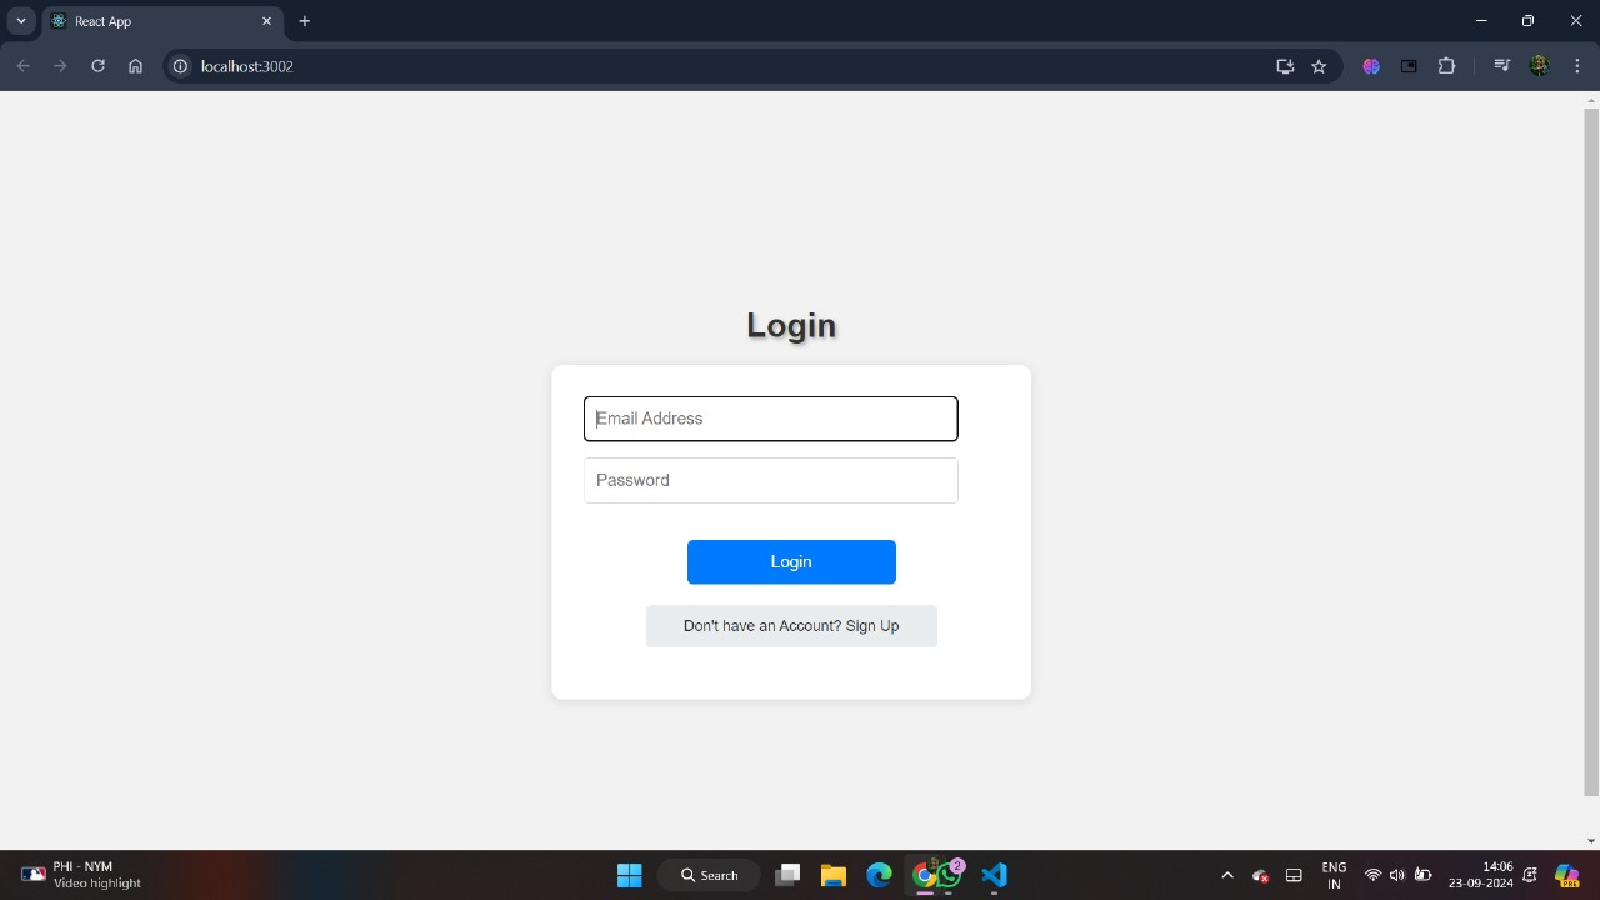 React App
localhost:3002
Login
Email Address
Password
Login
Don't have an Account? Sign Up
PHI - NYM
Video highlight
Search
2
ENG
IN
14:06
23-09-2024
PRE